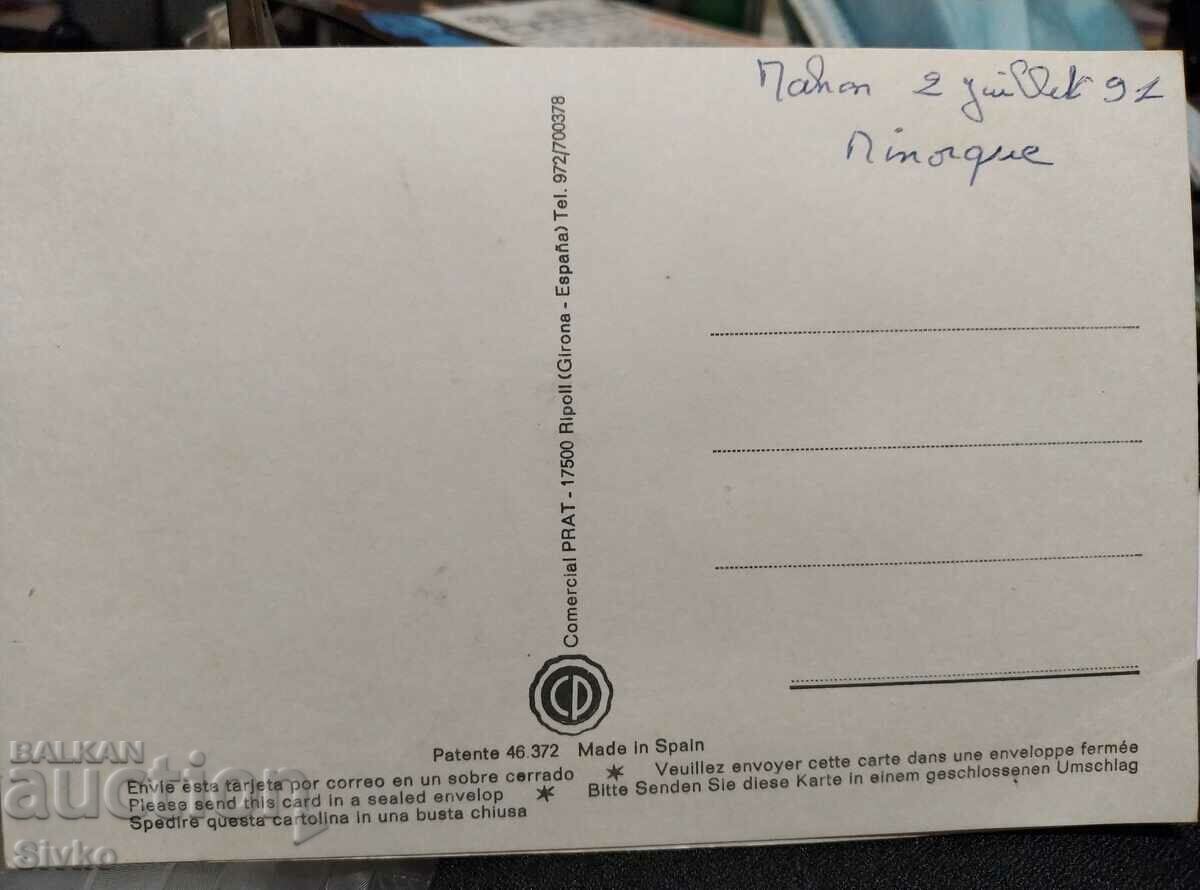 Mahon 2 juillet 91
Minorque
Comercial PRAT - 17500 Ripoll (Girona - España) Tel. 972/700378
CP
Patente 46.372 Made in Spain
Envie esta tarjeta por correo en un sobre cerrado
Please send this card in a sealed envelop
Spedire questa cartolina in una busta chiusa
Veuillez envoyer cette carte dans une enveloppe fermée
Bitte Senden Sie diese Karte in einem geschlossenen Umschlag
BALKAN
auction
Sivko